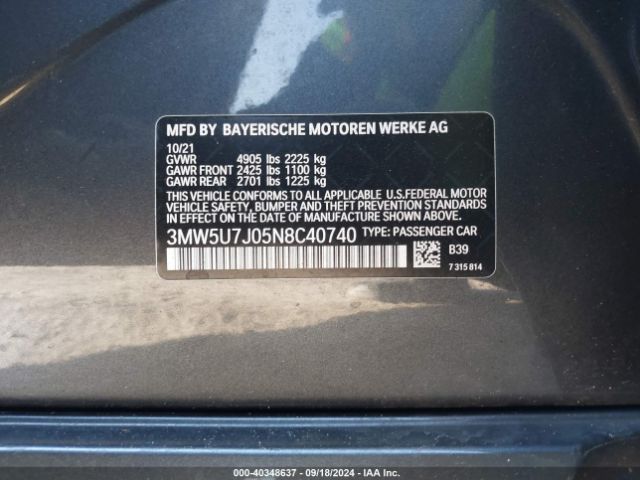 MFD BY BAYERISCHE MOTOREN WERKE AG
10/21
GVWR 4905 lbs 2225 kg
GAWR FRONT 2425 lbs 1100 kg
GAWR REAR 2701 lbs 1225 kg
THIS VEHICLE CONFORMS TO ALL APPLICABLE U.S.FEDERAL MOTOR
VEHICLE SAFETY, BUMPER AND THEFT PREVENTION STANDARDS
IN EFFECT ON THE DATE OF MANUFACTURE SHOWN ABOVE.
3MW5U7J05N8C40740 TYPE: PASSENGER CAR
B39
7 315 814
000-40348637 - 09/18/2024 - IAA Inc.